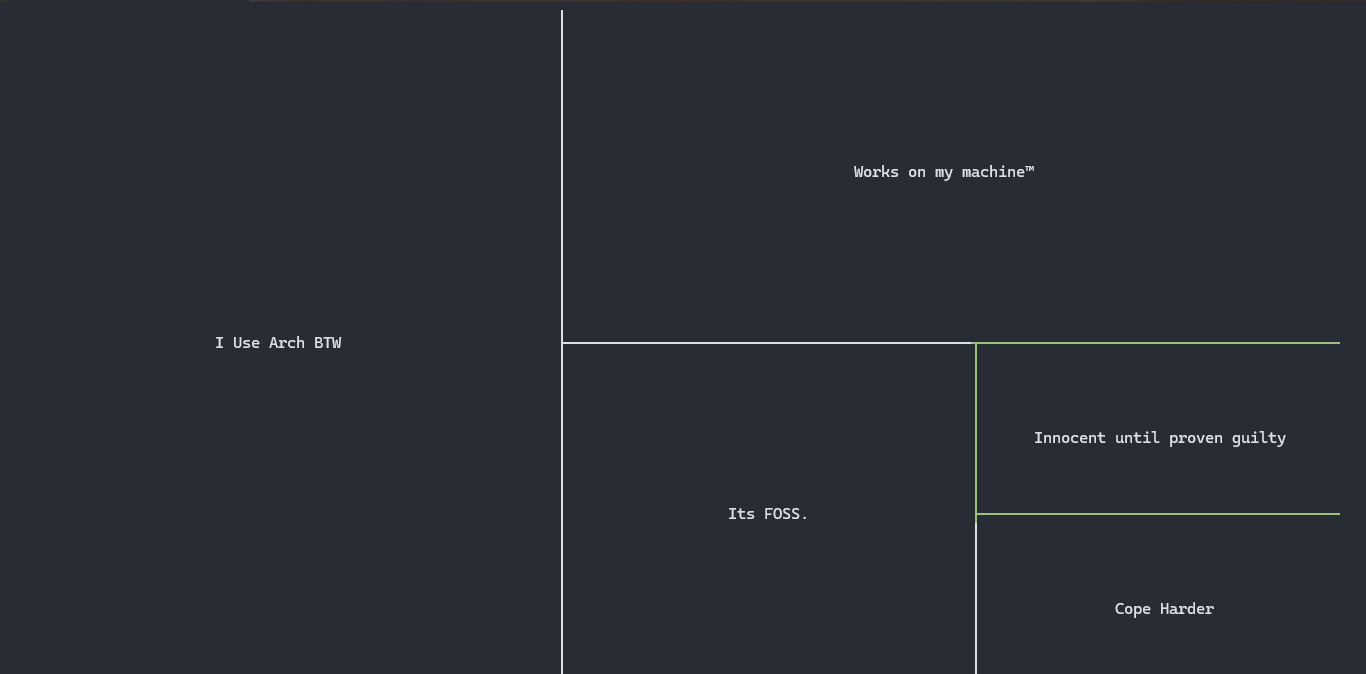 I Use Arch BTW
Works on my machine™
Its FOSS.
Innocent until proven guilty
Cope Harder